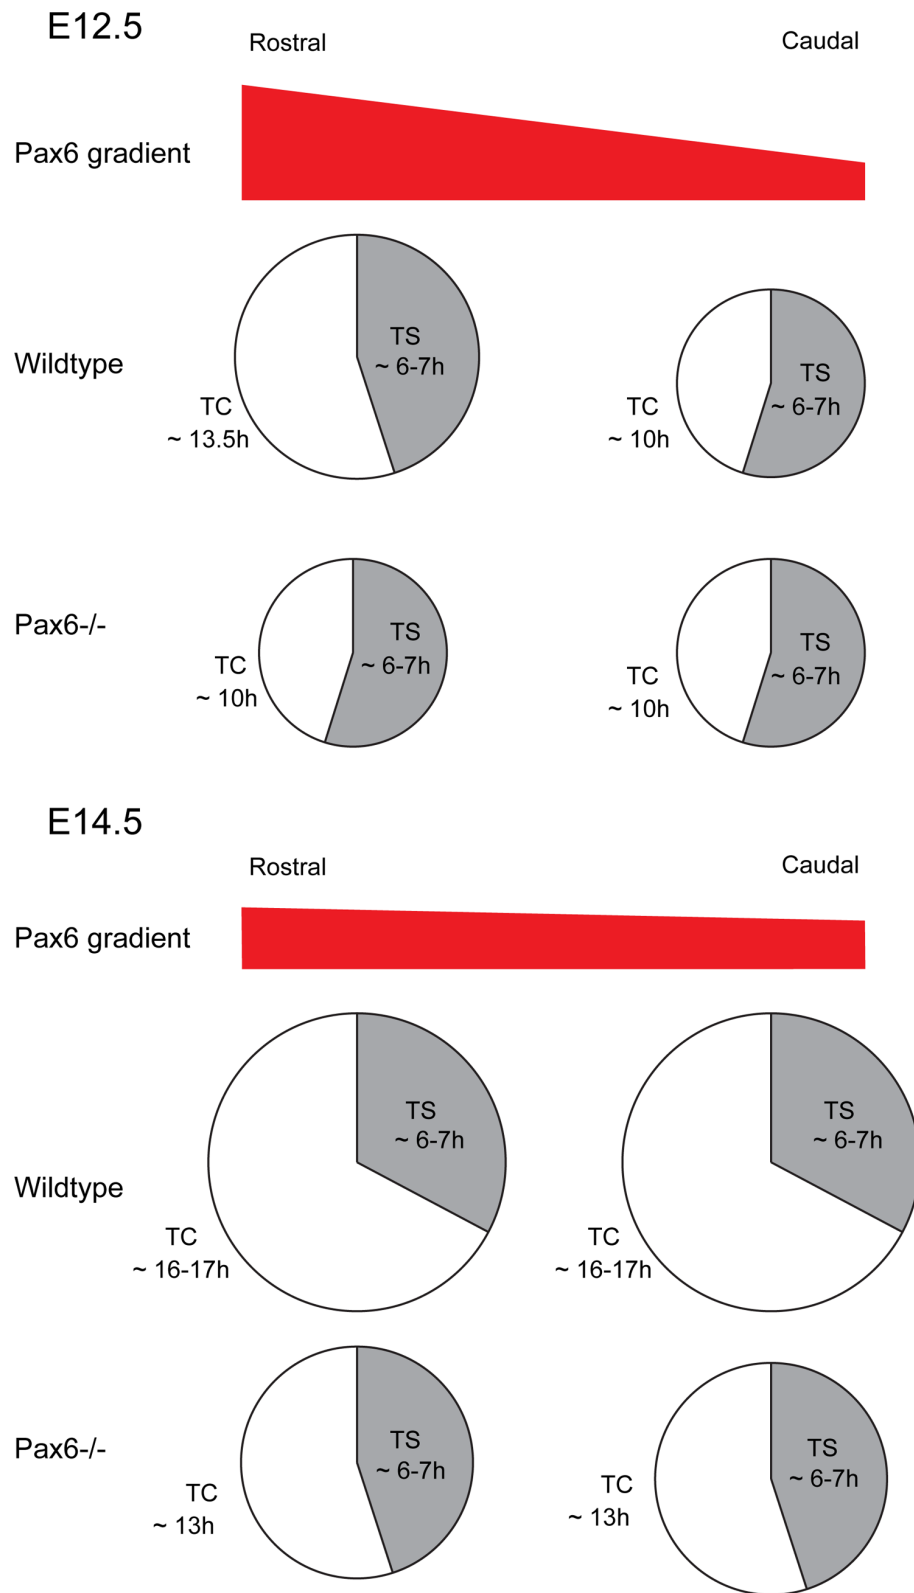 E12.5
Rostral
Caudal
Pax6 gradient
Wildtype
TS
~ 6-7h
TC
~ 13.5h
TS
~ 6-7h
TC
~ 10h
Pax6-/-
TS
~ 6-7h
TC
~ 10h
TS
~ 6-7h
TC
~ 10h
E14.5
Rostral
Caudal
Pax6 gradient
Wildtype
TS
~ 6-7h
TC
~ 16-17h
TS
~ 6-7h
TC
~ 16-17h
Pax6-/-
TS
~ 6-7h
TC
~ 13h
TS
~ 6-7h
TC
~ 13h